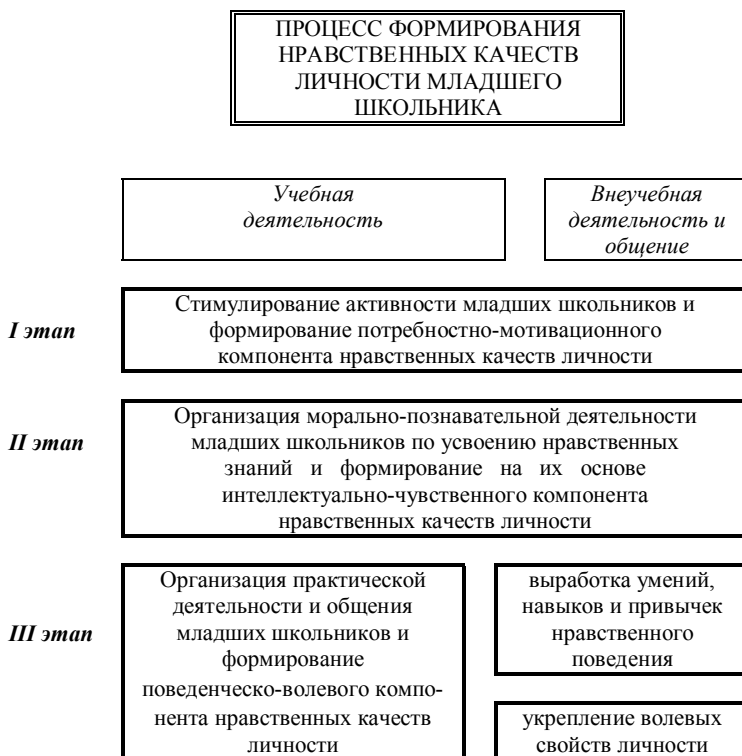 ПРОЦЕСС ФОРМИРОВАНИЯ
НРАВСТВЕННЫХ КАЧЕСТВ
ЛИЧНОСТИ МЛАДШЕГО
ШКОЛЬНИКА
Учебная
деятельность
Внеучебная
деятельность и
общение
I этап
Стимулирование активности младших школьников и
формирование потребностно-мотивационного
компонента нравственных качеств личности
II этап
Организация морально-познавательной деятельности
младших школьников по усвоению нравственных
знаний и формирование на их основе
интеллектуально-чувственного компонента
нравственных качеств личности
III этап
Организация практической
деятельности и общения
младших школьников и
формирование
поведенческо-волевого компо-
нента нравственных качеств
личности
выработка умений,
навыков и привычек
нравственного
поведения
укрепление волевых
свойств личности